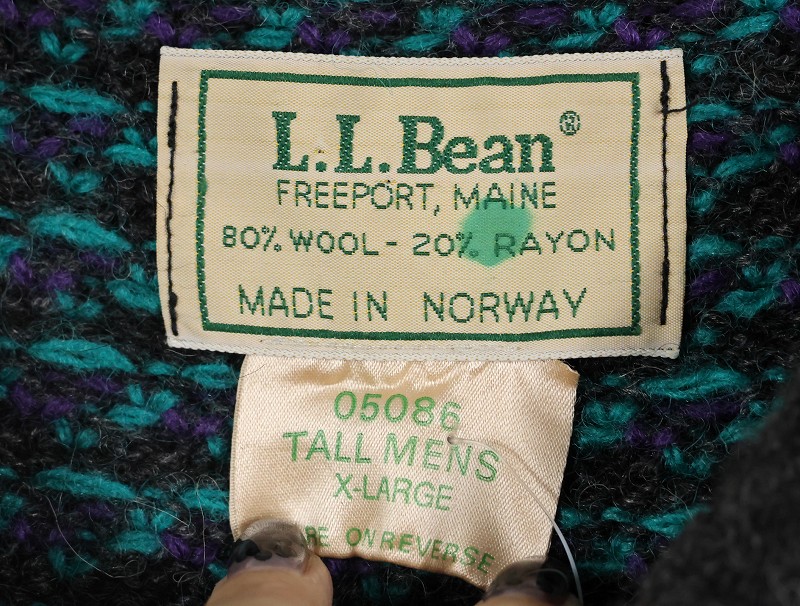 L.L.Bean®
FREEPORT, MAINE
80% WOOL - 20% RAYON
MADE IN NORWAY
05086
TALL MENS
X-LARGE
ON REVERSE